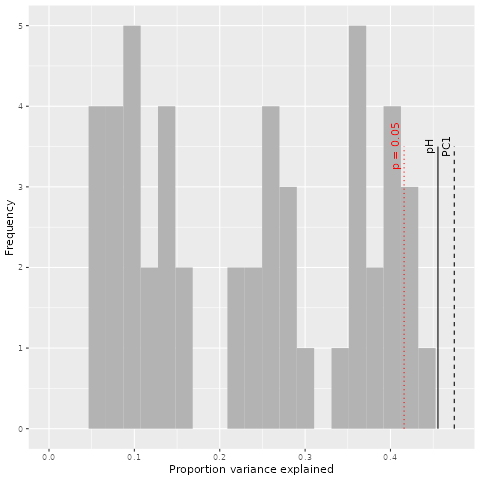 5
4
3
2
1
0
Frequency
p = 0.05
pH
PC1
0.0 0.1 0.2 0.3 0.4
Proportion variance explained